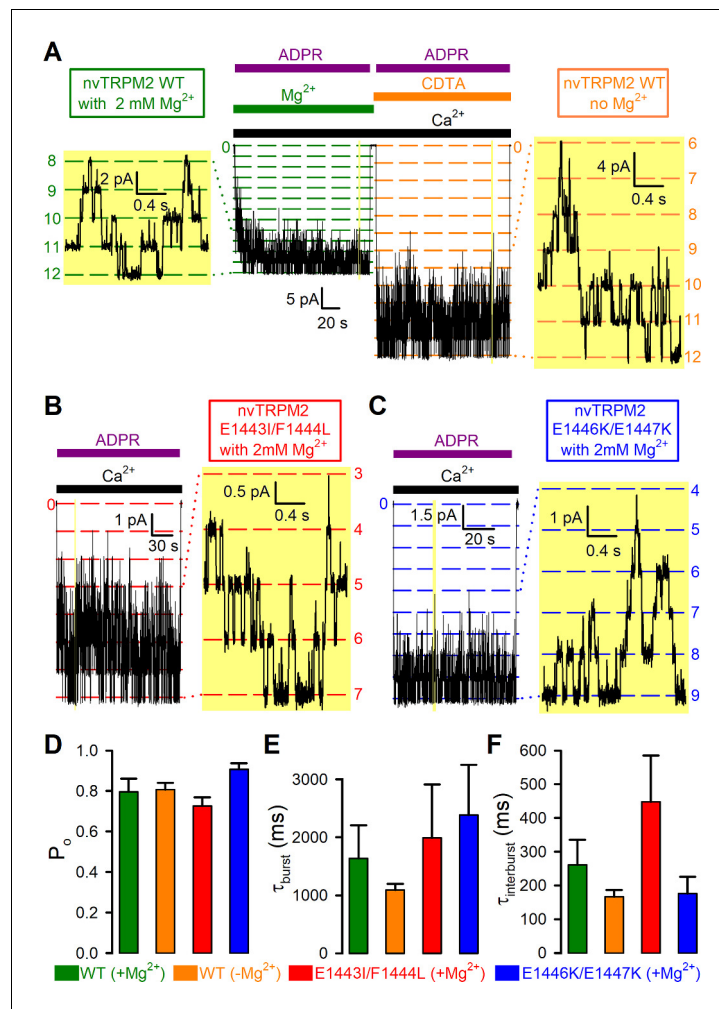 A
ADPR
ADPR
nvTRPM2 WT
with 2 mM Mg2+
Mg2+
CDTA
nvTRPM2 WT
no Mg2+
Ca2+
0
0
8
9
10
11
12
2 pA
0.4 s
5 pA
20 s
4 pA
0.4 s
6
7
8
9
10
11
12
B
nvTRPM2
E1443I/F1444L
with 2mM Mg2+
ADPR
Ca2+
0
1 pA
30 s
0.5 pA
0.4 s
3
4
5
6
7
C
nvTRPM2
E1446K/E1447K
with 2mM Mg2+
ADPR
Ca2+
0
1.5 pA
20 s
1 pA
0.4 s
4
5
6
7
8
9
D
Po
1.0
0.8
0.6
0.4
0.2
0.0
E
τburst (ms)
3000
2000
1000
0
F
τinterburst (ms)
600
500
400
300
200
100
0
WT (+Mg2+)
WT (-Mg2+)
E1443I/F1444L (+Mg2+)
E1446K/E1447K (+Mg2+)